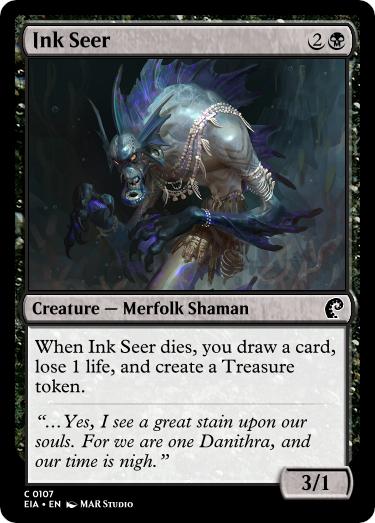 Ink Seer 2
Creature — Merfolk Shaman
When Ink Seer dies, you draw a card,
lose 1 life, and create a Treasure
token.
“…Yes, I see a great stain upon our
souls. For we are one Danithra, and
our time is nigh.”
3/1
C 0107
EIA • EN MAR Studio